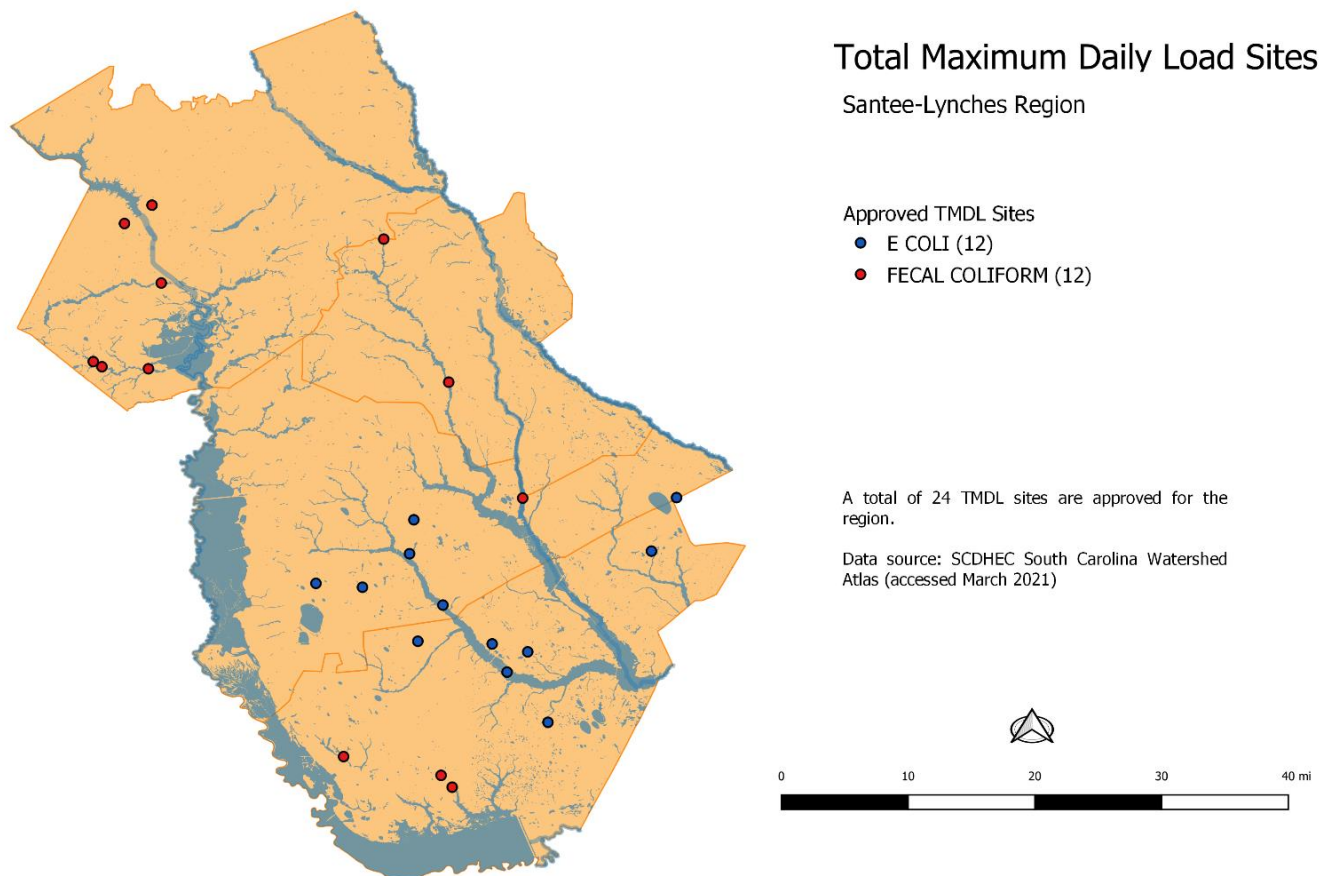 Total Maximum Daily Load Sites
Santee-Lynches Region
Approved TMDL Sites
E COLI (12)
FECAL COLIFORM (12)
A total of 24 TMDL sites are approved for the
region.
Data source: SCDHEC South Carolina Watershed
Atlas (accessed March 2021)
0 10 20 30 40 mi